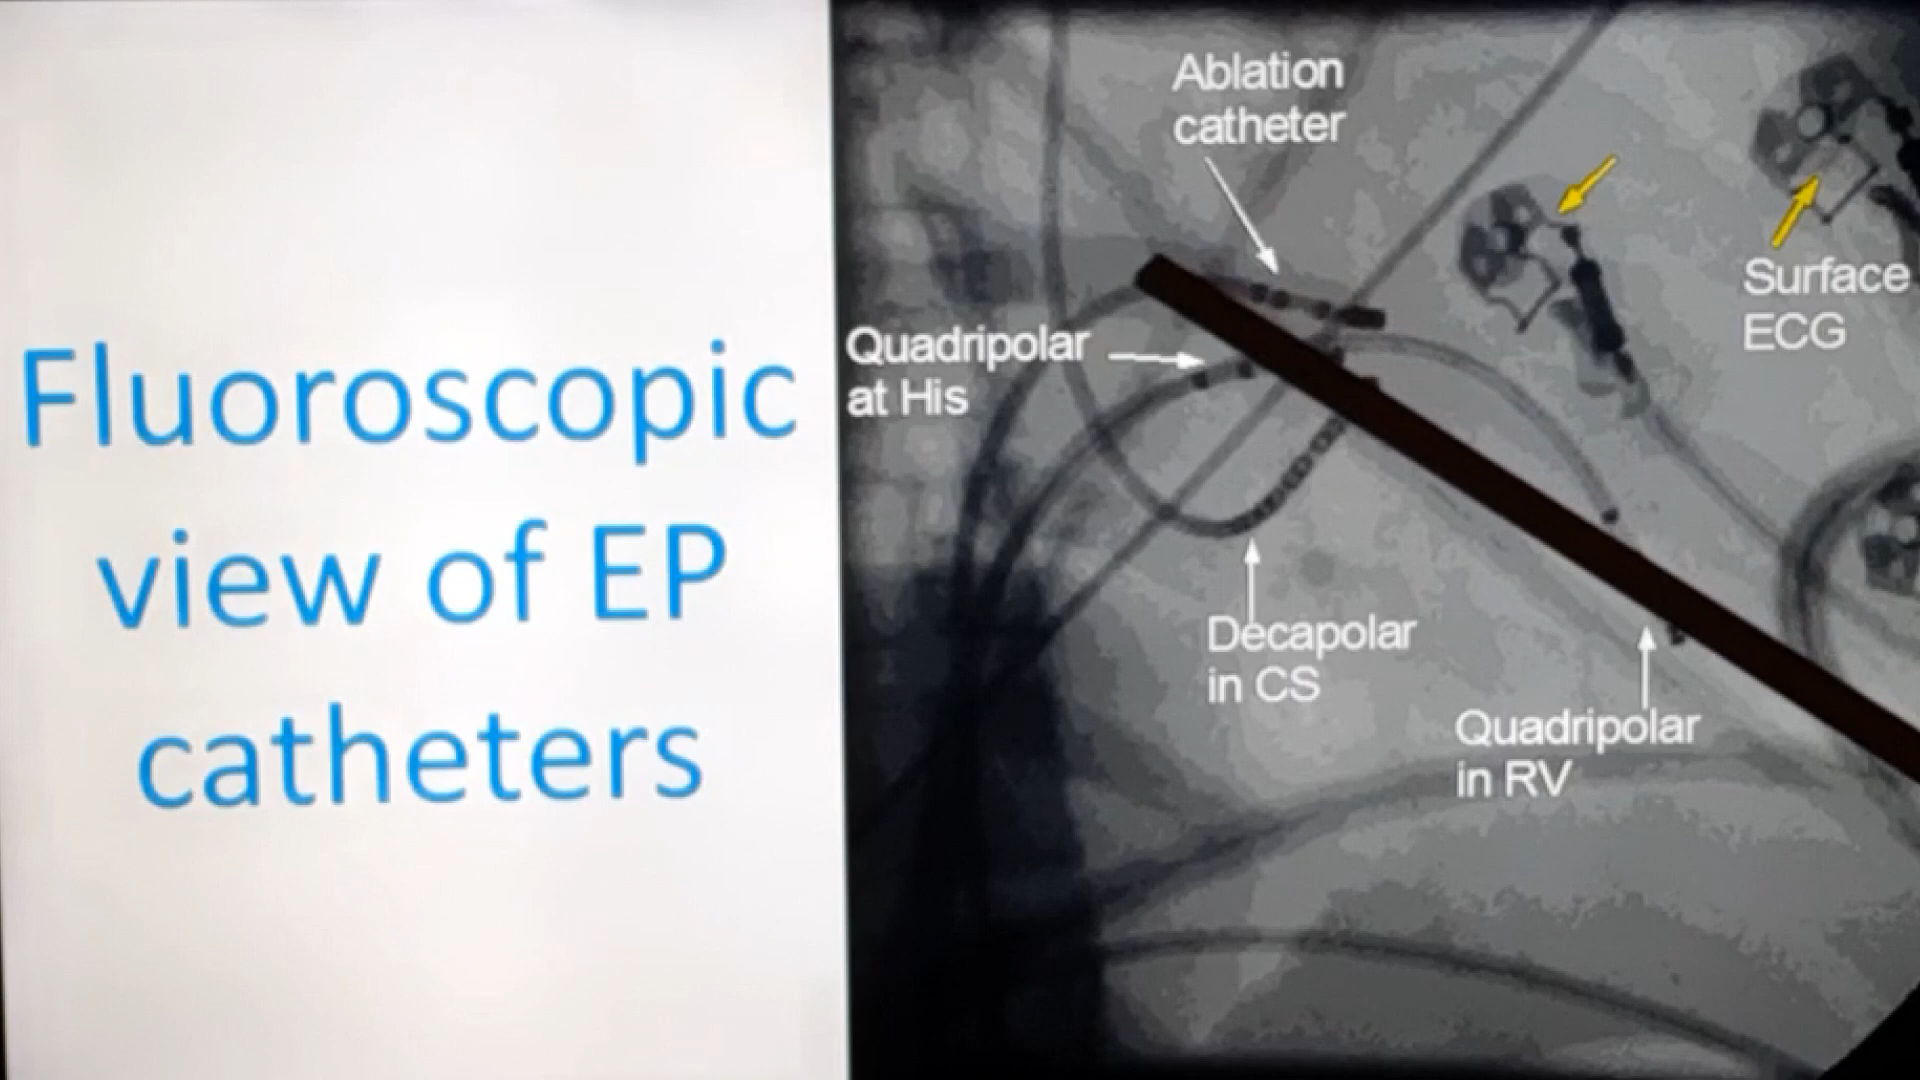 Fluoroscopic
view of EP
catheters
Ablation
catheter
Quadripolar
at His
Surface
ECG
Decapolar
in CS
Quadripolar
in RV